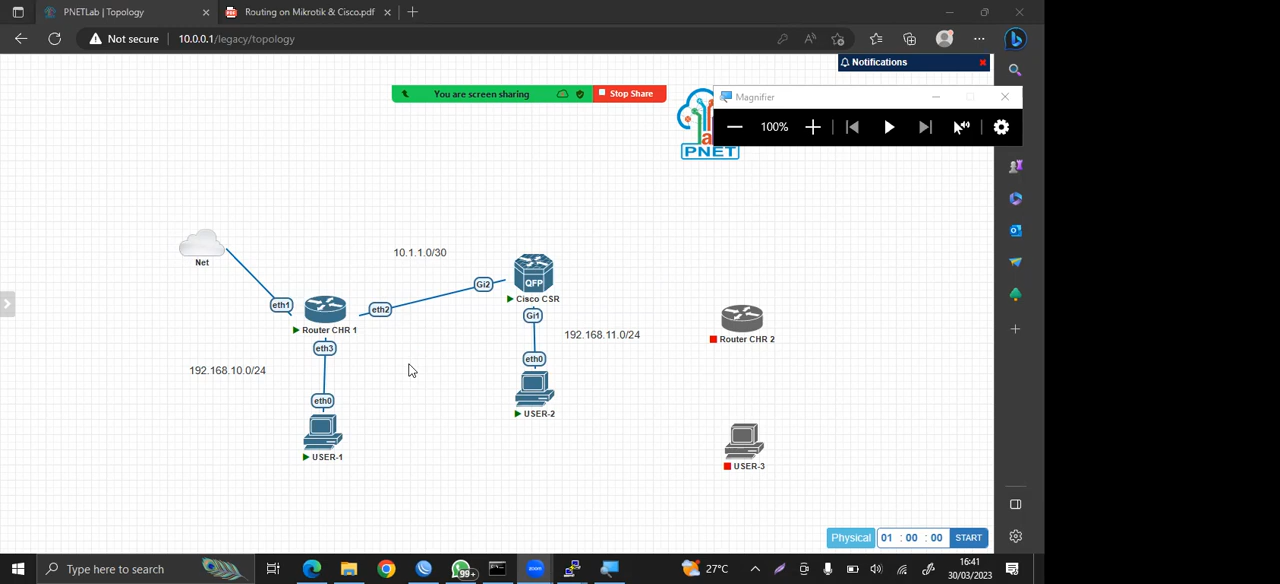 PNETLab | Topology
Routing on Mikrotik & Cisco.pdf
Not secure
10.0.0.1/legacy/topology
Notifications
You are screen sharing
Stop Share
Magnifier
100%
PNET
Net
eth1
Router CHR 1
eth2
10.1.1.0/30
Gi2
QFP
Cisco CSR
Gi1
192.168.11.0/24
eth3
192.168.10.0/24
eth0
USER-1
eth0
USER-2
Router CHR 2
USER-3
Physical
01 : 00 : 00
START
Type here to search
99+
27°C
16:41
30/03/2023